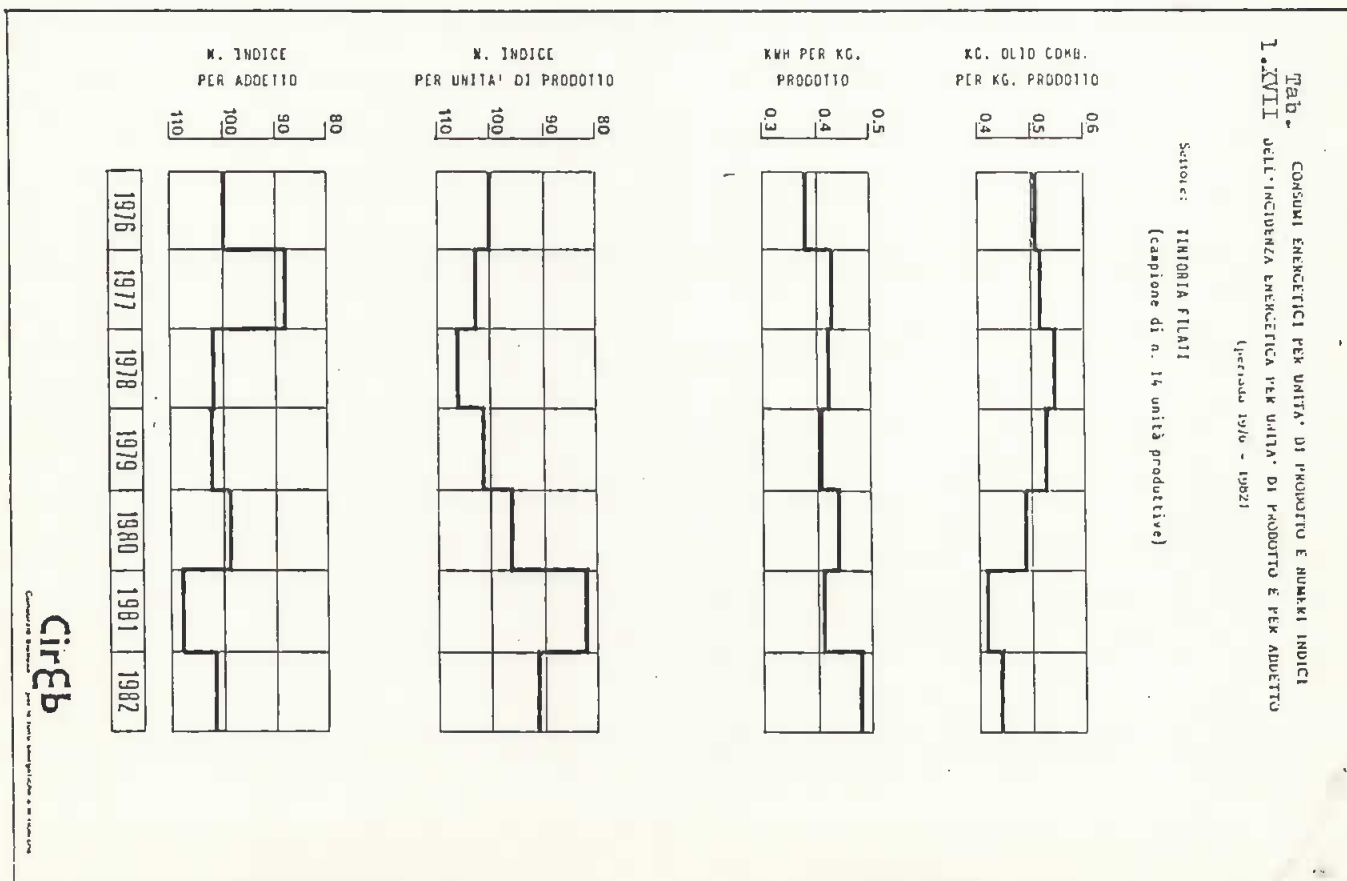 Tab. CONSUMI ENERGETICI PER UNITA' DI PRODOTTO E NUMERI INDICI
1.XVII DELL'INCIDENZA ENERGETICA PER UNITA' DI PRODOTTO E PER ADDETTO
(periodo 1976 - 1982)
Settore: TINTORIA FILATI
(campione di n. 14 unità produttive)
KG. OLIO COMB.
PER KG. PRODOTTO
0.4 0.5 0.6
KWH PER KG.
PRODOTTO
0.3 0.4 0.5
N. INDICE
PER UNITA' DI PRODOTTO
110 100 90 80
N. INDICE
PER ADDETTO
110 100 90 80
1976 1977 1978 1979 1980 1981 1982
CirEb